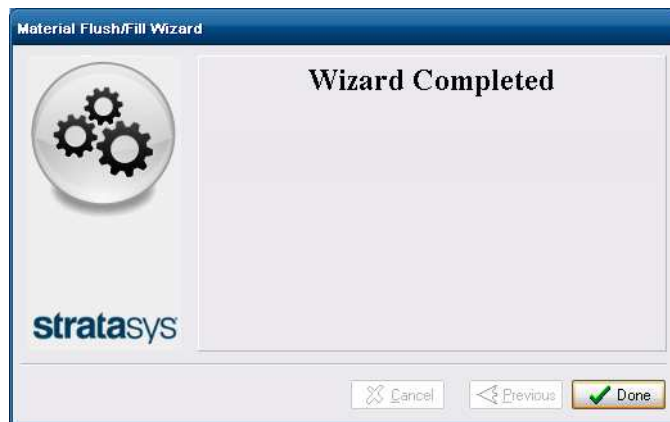 Material Flush/Fill Wizard
Wizard Completed
stratasys
Cancel
Previous
Done